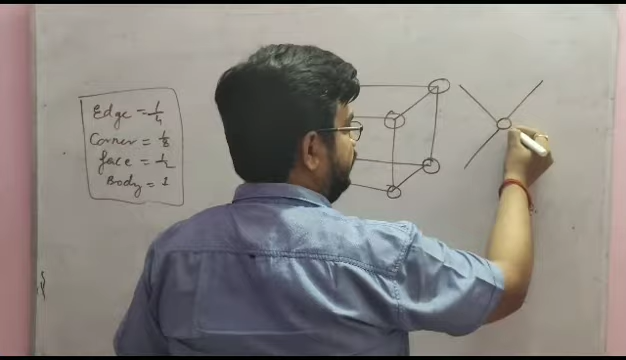 Edge = 1/4
Corner = 1/8
face = 1/2
Body = 1